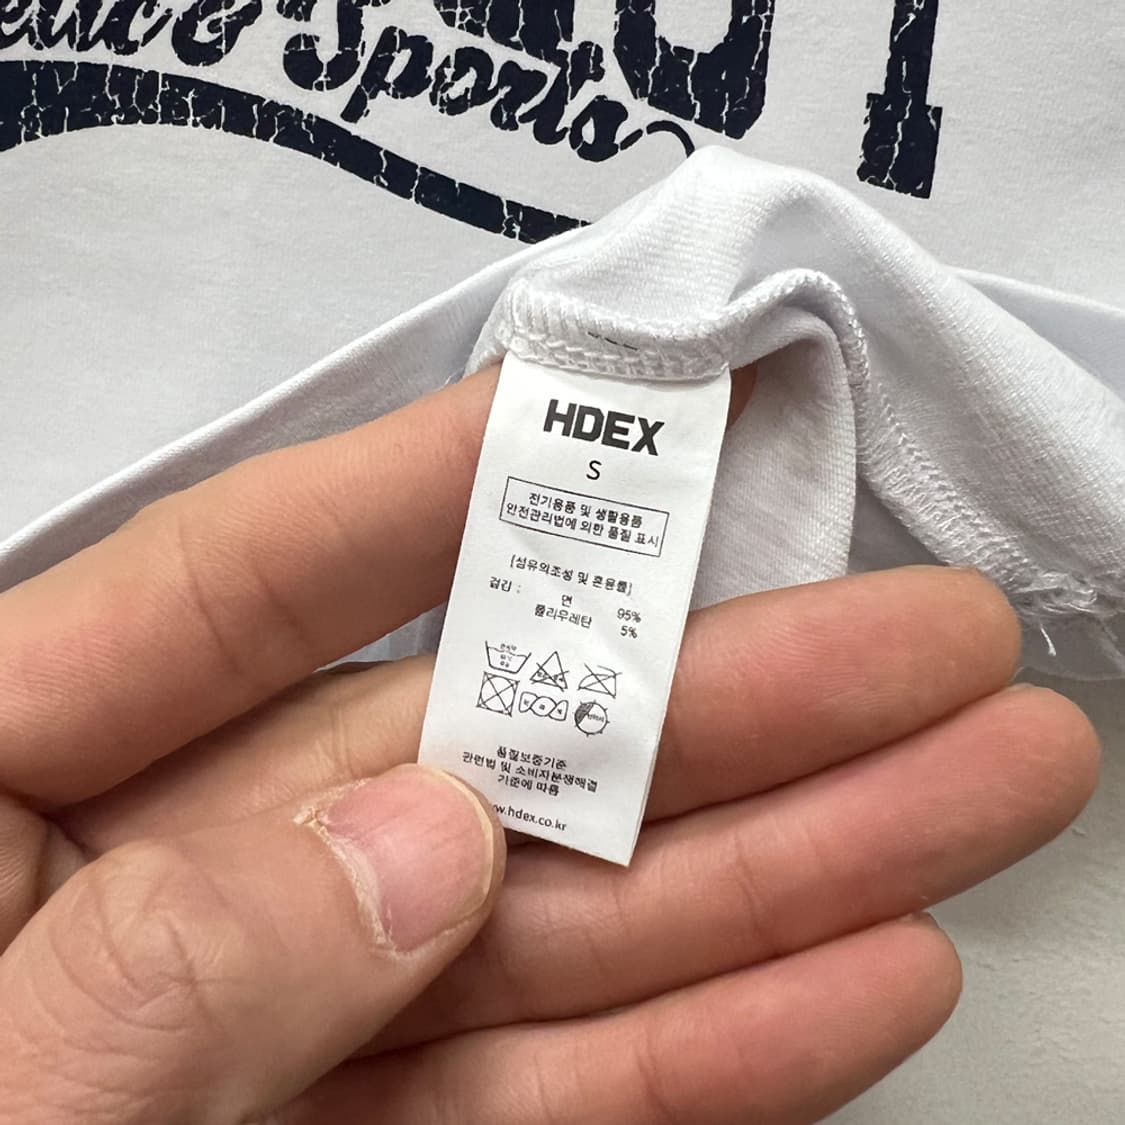 & Sports
HDEX
S
전기용품 및 생활용품
안전관리법에 의한 품질 표시
[섬유의조성 및 혼용률]
겉감 : 면 95%
폴리우레탄 5%
품질보증기준
관련법 및 소비자분쟁해결
기준에 따름
w.hdex.co.kr